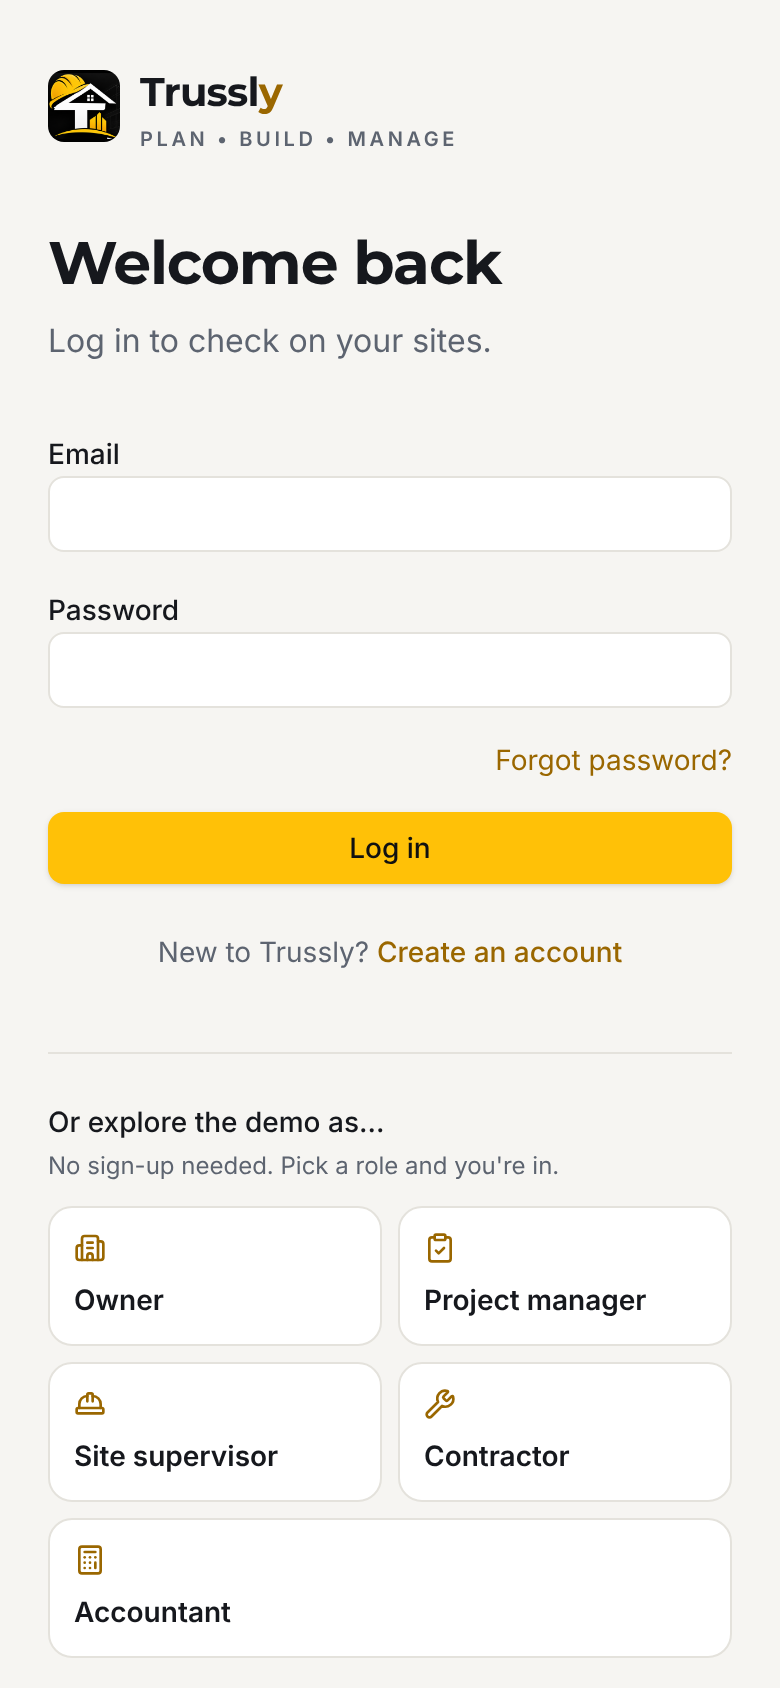 Trussly
PLAN • BUILD • MANAGE
Welcome back
Log in to check on your sites.
Email
Password
Forgot password?
Log in
New to Trussly? Create an account
Or explore the demo as...
No sign-up needed. Pick a role and you're in.
Owner
Project manager
Site supervisor
Contractor
Accountant